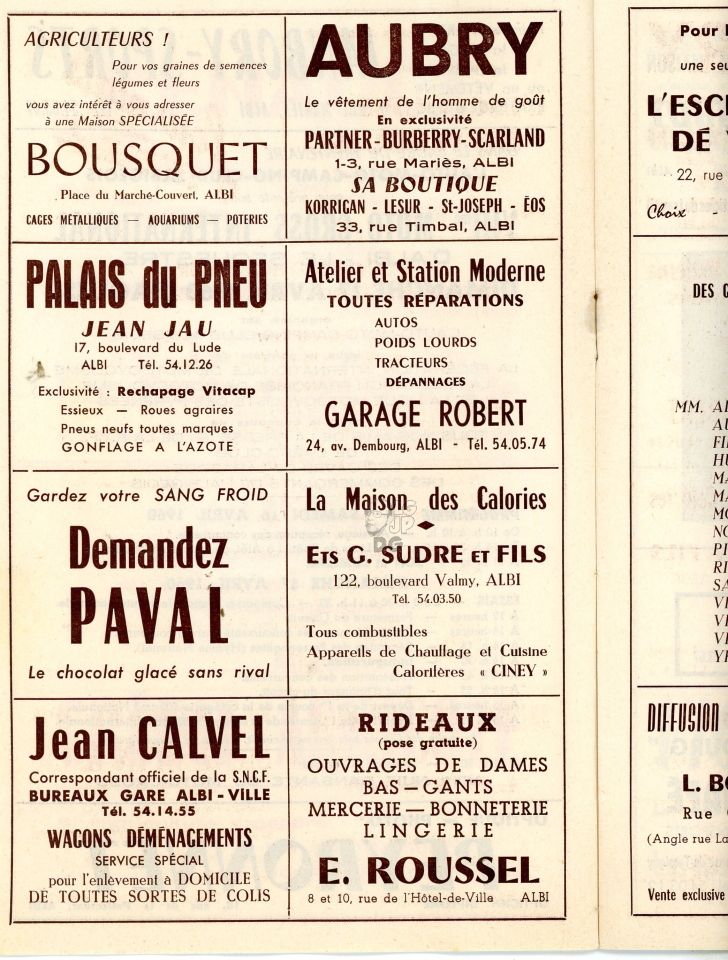 AGRICULTEURS !
Pour vos graines de semences
légumes et fleurs
vous avez intérêt à vous adresser
à une Maison SPÉCIALISÉE
BOUSQUET
Place du Marché-Couvert, ALBI
CAGES MÉTALLIQUES — AQUARIUMS — POTERIES
AUBRY
Le vêtement de l'homme de goût
En exclusivité
PARTNER - BURBERRY - SCARLAND
1-3, rue Mariès, ALBI
SA BOUTIQUE
KORRIGAN - LESUR - St-JOSEPH - ÉOS
33, rue Timbal, ALBI
PALAIS du PNEU
JEAN JAU
17, boulevard du Lude
ALBI Tél. 54.12.26
Exclusivité : Rechapage Vitacap
Essieux — Roues agraires
Pneus neufs toutes marques
GONFLAGE A L'AZOTE
Atelier et Station Moderne
TOUTES RÉPARATIONS
AUTOS
POIDS LOURDS
TRACTEURS
DÉPANNAGES
GARAGE ROBERT
24, av. Dembourg, ALBI - Tél. 54.05.74
Gardez votre SANG FROID
Demandez
PAVAL
Le chocolat glacé sans rival
La Maison des Calories
ETS G. SUDRE ET FILS
122, boulevard Valmy, ALBI
Tél. 54.03.50
Tous combustibles
Appareils de Chauffage et Cuisine
Calorifères « CINEY »
Jean CALVEL
Correspondant officiel de la S.N.C.F.
BUREAUX GARE ALBI - VILLE
Tél. 54.14.55
WAGONS DÉMÉNAGEMENTS
SERVICE SPÉCIAL
pour l'enlèvement à DOMICILE
DE TOUTES SORTES DE COLIS
RIDEAUX
(pose gratuite)
OUVRAGES DE DAMES
BAS — GANTS
MERCERIE — BONNETERIE
LINGERIE
E. ROUSSEL
8 et 10, rue de l'Hôtel-de-Ville ALBI
Pour
une
DÉ
22, rue
Choix -
DES
MM.
DIFFUSION
L.
Rue
(Angle rue
Vente exclusive